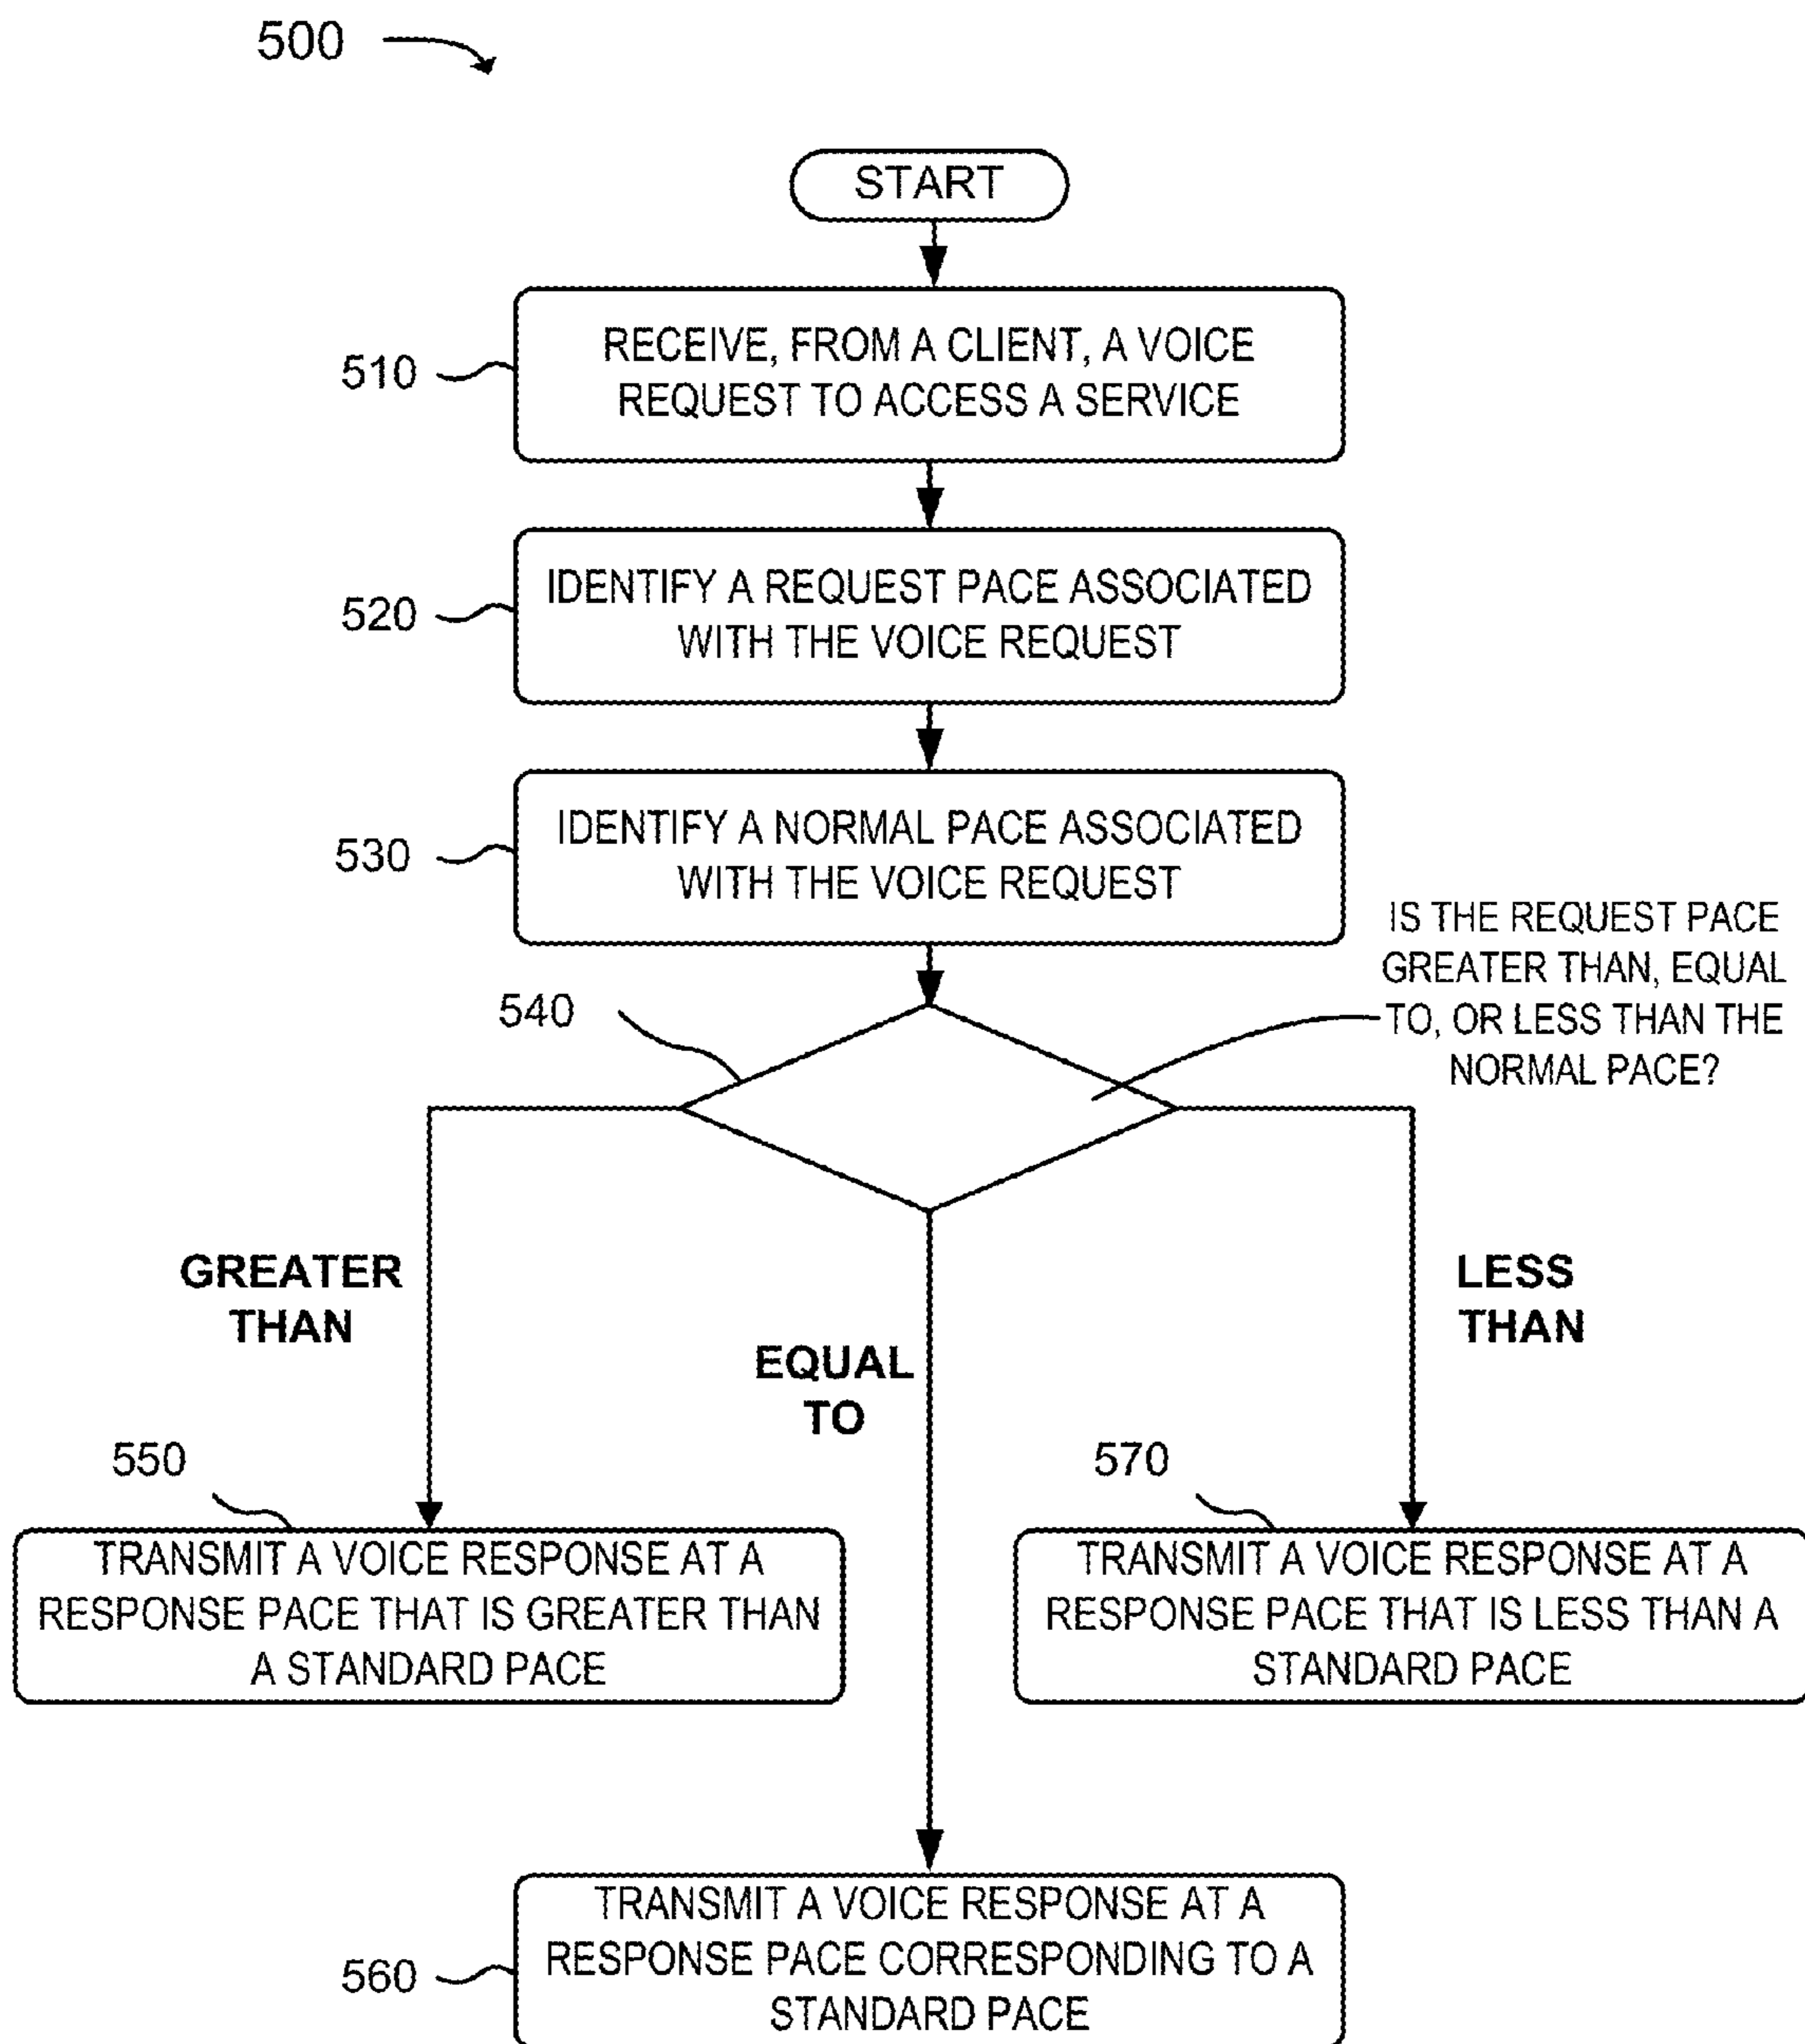 500
START
510
RECEIVE, FROM A CLIENT, A VOICE
REQUEST TO ACCESS A SERVICE
520
IDENTIFY A REQUEST PACE ASSOCIATED
WITH THE VOICE REQUEST
530
IDENTIFY A NORMAL PACE ASSOCIATED
WITH THE VOICE REQUEST
540
IS THE REQUEST PACE
GREATER THAN, EQUAL
TO, OR LESS THAN THE
NORMAL PACE?
GREATER
THAN
EQUAL
TO
LESS
THAN
550
TRANSMIT A VOICE RESPONSE AT A
RESPONSE PACE THAT IS GREATER THAN
A STANDARD PACE
570
TRANSMIT A VOICE RESPONSE AT A
RESPONSE PACE THAT IS LESS THAN A
STANDARD PACE
560
TRANSMIT A VOICE RESPONSE AT A
RESPONSE PACE CORRESPONDING TO A
STANDARD PACE